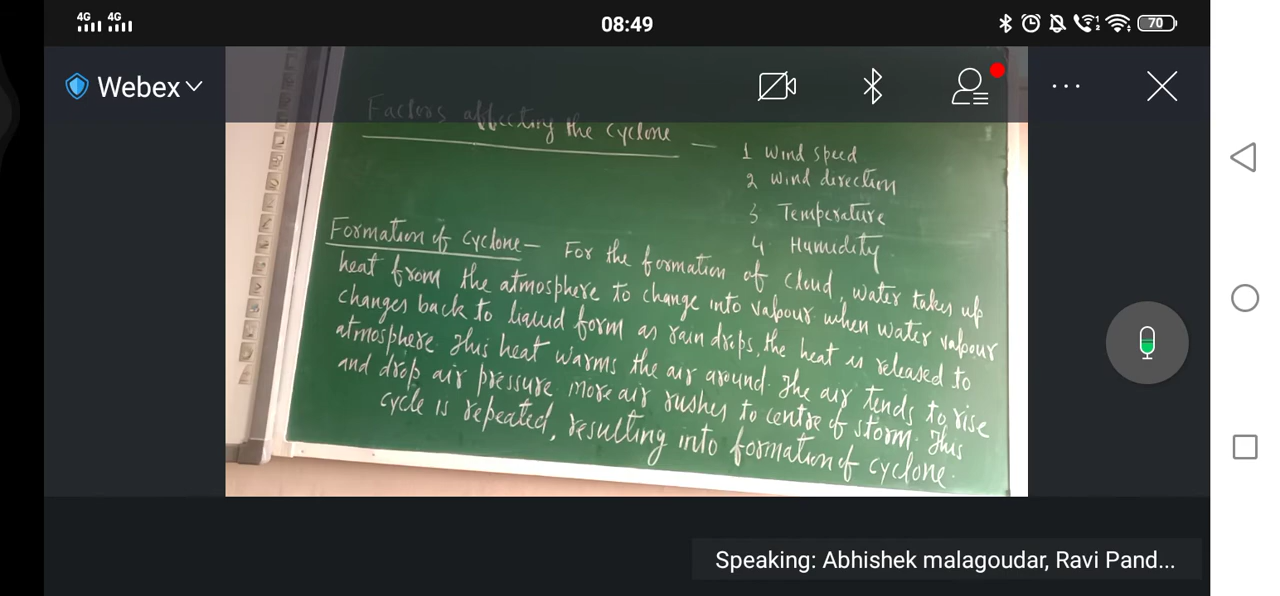 4G 4G
08:49
70
Webex
Factors affecting the cyclone —
1 Wind speed
2 Wind direction
3 Temperature
4. Humidity
Formation of cyclone – For the formation of cloud, water takes up
heat from the atmosphere to change into vapour. when water vapour
changes back to liquid form as rain drops, the heat is released to
atmosphere. This heat warms the air around. The air tends to rise
and drop air pressure more air rushes to centre of storm. This
cycle is repeated, resulting into formation of cyclone.
Speaking: Abhishek malagoudar, Ravi Pand...